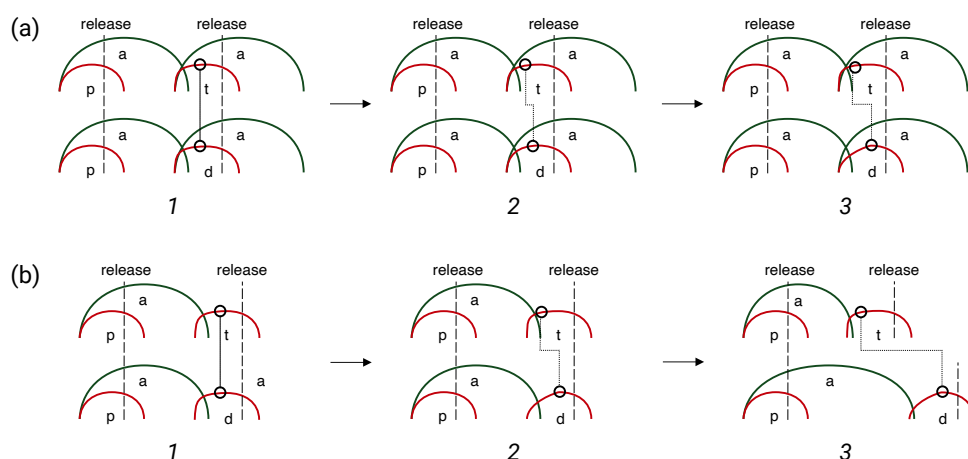 (a)
release release release release release release
a a a a a a
p t p t p t
a a a a a a
p d p d p d
1 2 3
(b)
release release release release release release
a a a
p t p t p t
a a a a
p d p d p d
1 2 3